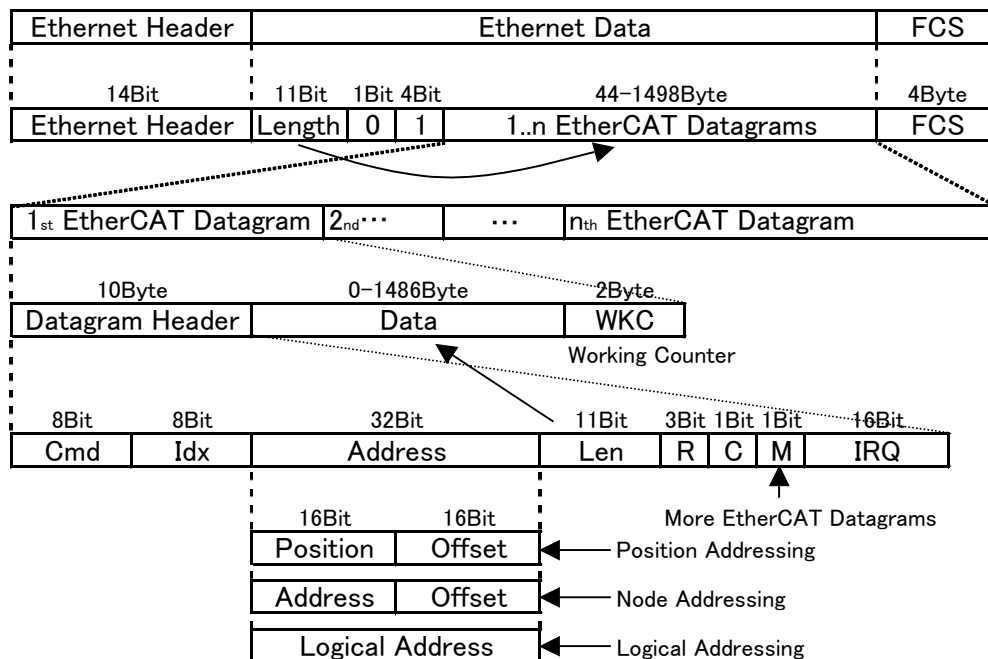 Ethernet Header Ethernet Data FCS
14Bit 11Bit 1Bit 4Bit 44-1498Byte 4Byte
Ethernet Header Length 0 1 1..n EtherCAT Datagrams FCS
1st EtherCAT Datagram 2nd… … nth EtherCAT Datagram
10Byte 0-1486Byte 2Byte
Datagram Header Data WKC
Working Counter
8Bit 8Bit 32Bit 11Bit 3Bit 1Bit 1Bit 16Bit
Cmd Idx Address Len R C M IRQ
16Bit 16Bit More EtherCAT Datagrams
Position Offset Position Addressing
Address Offset Node Addressing
Logical Address Logical Addressing